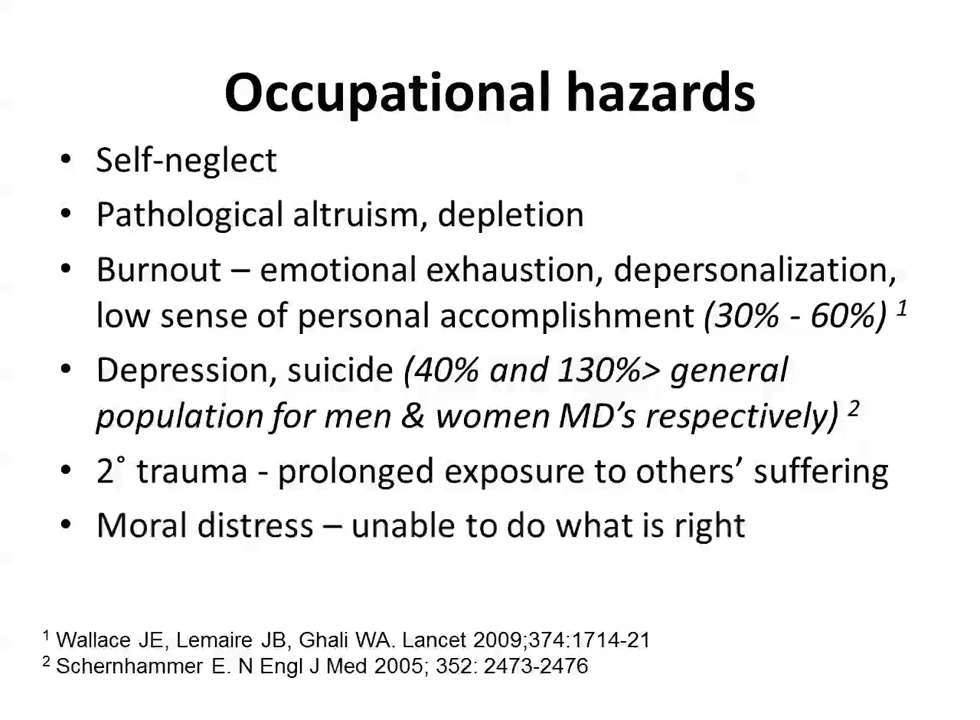 Occupational hazards
• Self-neglect
• Pathological altruism, depletion
• Burnout – emotional exhaustion, depersonalization,
low sense of personal accomplishment (30% - 60%) 1
• Depression, suicide (40% and 130%> general
population for men & women MD’s respectively) 2
• 2˚ trauma - prolonged exposure to others’ suffering
• Moral distress – unable to do what is right
1 Wallace JE, Lemaire JB, Ghali WA. Lancet 2009;374:1714-21
2 Schernhammer E. N Engl J Med 2005; 352: 2473-2476